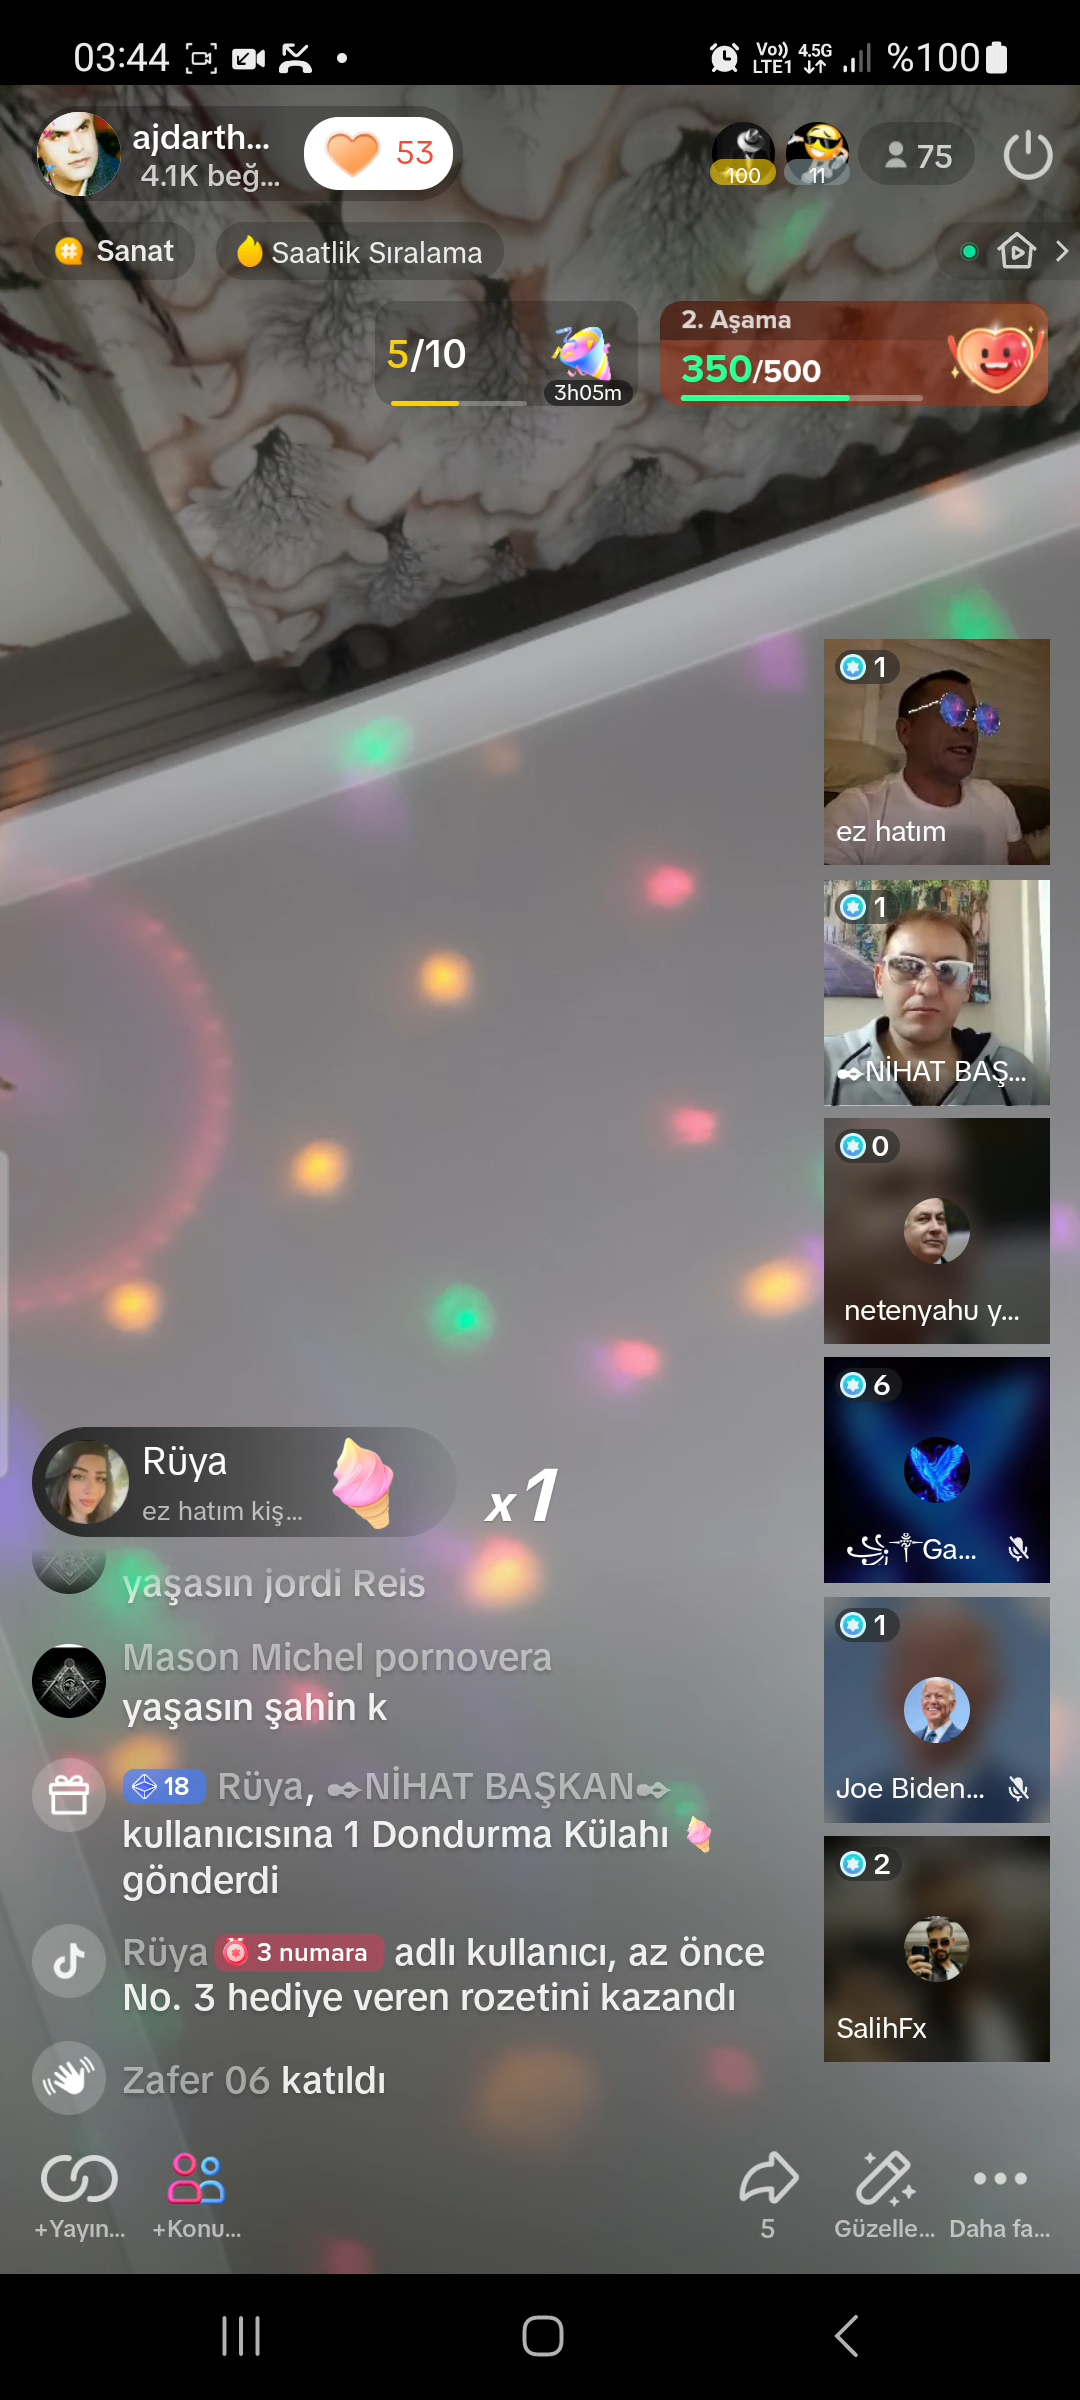 03:44
Vo)) LTE1 4.5G %100
ajdarth...
4.1K beğ...
53
100
11
75
Sanat
Saatlik Sıralama
5/10
3h05m
2. Aşama
350/500
1
ez hatım
1
NİHAT BAŞ...
0
netenyahu y...
6
Ga...
1
Joe Biden...
2
SalihFx
Rüya
ez hatım kiş...
x1
yaşasın jordi Reis
Mason Michel pornovera
yaşasın şahin k
18 Rüya, ✒NİHAT BAŞKAN✒
kullanıcısına 1 Dondurma Külahı
gönderdi
Rüya 3 numara adlı kullanıcı, az önce
No. 3 hediye veren rozetini kazandı
Zafer 06 katıldı
+Yayın...
+Konu...
5
Güzelle...
Daha fa...